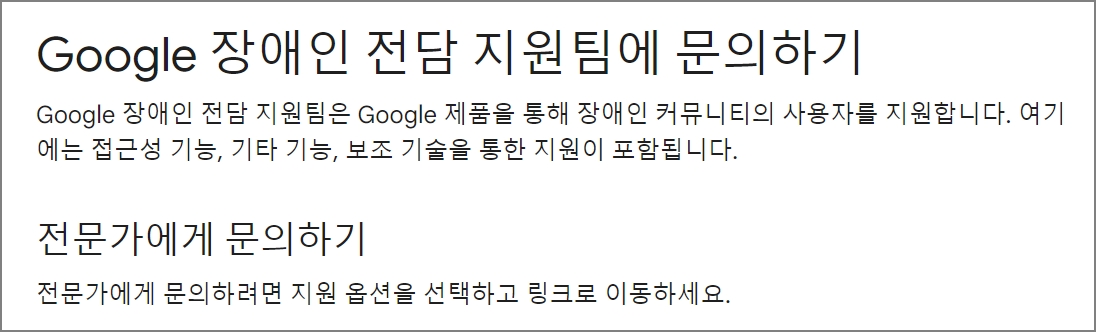 Google 장애인 전담 지원팀에 문의하기
Google 장애인 전담 지원팀은 Google 제품을 통해 장애인 커뮤니티의 사용자를 지원합니다. 여기
에는 접근성 기능, 기타 기능, 보조 기술을 통한 지원이 포함됩니다.
전문가에게 문의하기
전문가에게 문의하려면 지원 옵션을 선택하고 링크로 이동하세요.